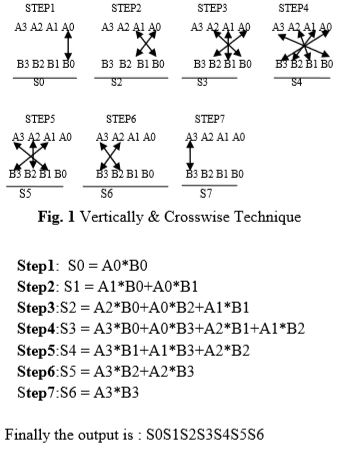 STEP1 STEP2 STEP3 STEP4
A3 A2 A1 A0 A3 A2 A1 A0 A3 A2 A1 A0 A3 A2 A1 A0
B3 B2 B1 B0 B3 B2 B1 B0 B3 B2 B1 B0 B3 B2 B1 B0
S0 S2 S3 S4
STEP5 STEP6 STEP7
A3 A2 A1 A0 A3 A2 A1 A0 A3 A2 A1 A0
B3 B2 B1 B0 B3 B2 B1 B0 B3 B2 B1 B0
S5 S6 S7
Fig. 1 Vertically & Crosswise Technique
Step1: S0 = A0*B0
Step2: S1 = A1*B0+A0*B1
Step3:S2 = A2*B0+A0*B2+A1*B1
Step4:S3 = A3*B0+A0*B3+A2*B1+A1*B2
Step5:S4 = A3*B1+A1*B3+A2*B2
Step6:S5 = A3*B2+A2*B3
Step7:S6 = A3*B3
Finally the output is : S0S1S2S3S4S5S6